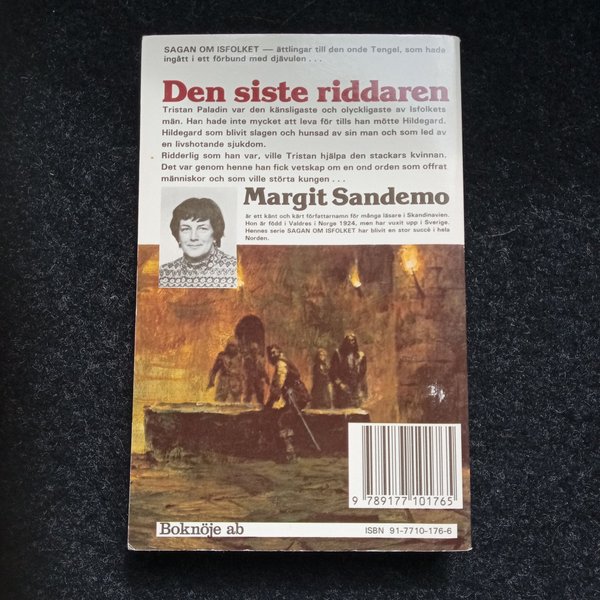 SAGAN OM ISFOLKET — ättlingar till den onde Tengel, som hade
ingått i ett förbund med djävulen . . .
Den siste riddaren
Tristan Paladin var den känsligaste och olyckligaste av Isfolkets
män. Han hade inte mycket att leva för tills han mötte Hildegard.
Hildegard som blivit slagen och hunsad av sin man och som led av
en livshotande sjukdom.
Ridderlig som han var, ville Tristan hjälpa den stackars kvinnan.
Det var genom henne han fick vetskap om en ond orden som offrat
människor och som ville störta kungen . . .
Margit Sandemo
är ett känt och kärt författarnamn för många läsare i Skandinavien.
Hon är född i Valdres i Norge 1924, men har vuxit upp i Sverige.
Hennes serie SAGAN OM ISFOLKET har blivit en stor succé i hela
Norden.
9 789177 101765
Boknöje ab
ISBN 91-7710-176-6